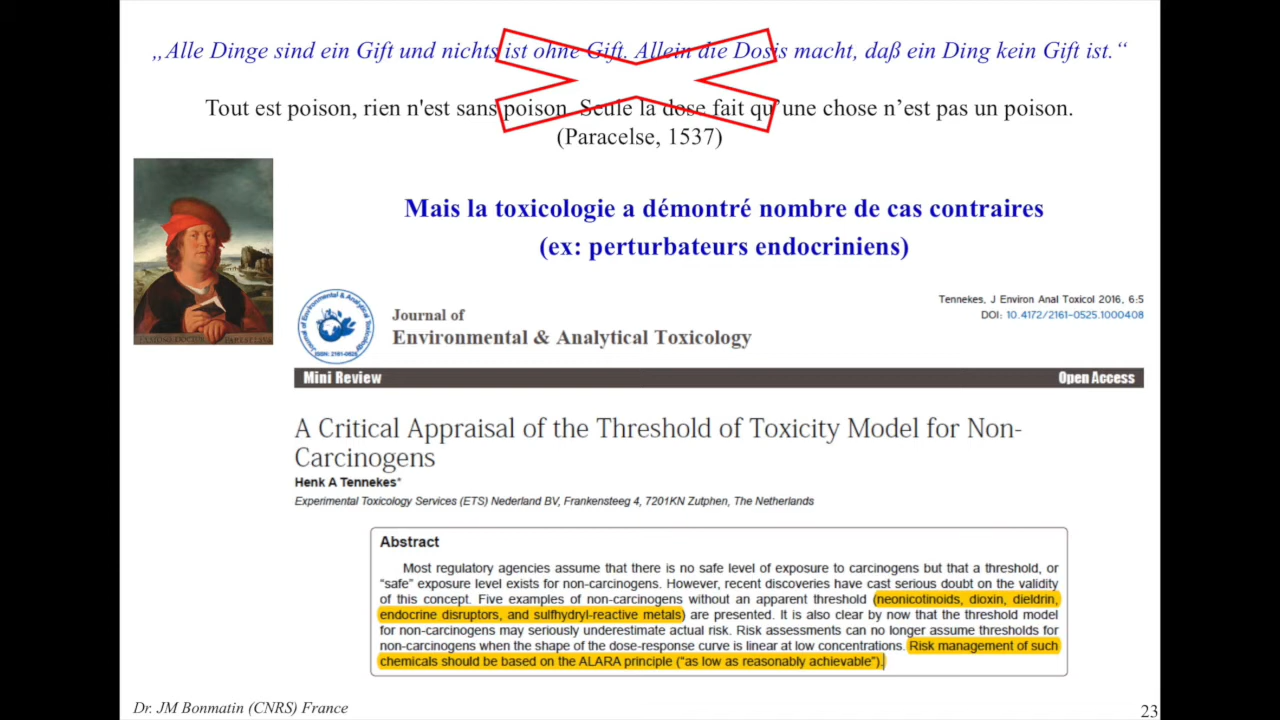 „Alle Dinge sind ein Gift und nichts ist ohne Gift. Allein die Dosis macht, daß ein Ding kein Gift ist.“
Tout est poison, rien n'est sans poison. Seule la dose fait qu’une chose n’est pas un poison.
(Paracelse, 1537)
Mais la toxicologie a démontré nombre de cas contraires
(ex: perturbateurs endocriniens)
Journal of Environmental & Analytical Toxicology
ISSN: 2161-0525
Journal of
Environmental & Analytical Toxicology
Tennekes, J Environ Anal Toxicol 2016, 6:5
DOI: 10.4172/2161-0525.1000408
Mini Review
Open Access
A Critical Appraisal of the Threshold of Toxicity Model for Non-
Carcinogens
Henk A Tennekes*
Experimental Toxicology Services (ETS) Nederland BV, Frankensteeg 4, 7201KN Zutphen, The Netherlands
Abstract
Most regulatory agencies assume that there is no safe level of exposure to carcinogens but that a threshold, or
“safe” exposure level exists for non-carcinogens. However, recent discoveries have cast serious doubt on the validity
of this concept. Five examples of non-carcinogens without an apparent threshold (neonicotinoids, dioxin, dieldrin,
endocrine disruptors, and sulfhydryl-reactive metals) are presented. It is also clear by now that the threshold model
for non-carcinogens may seriously underestimate actual risk. Risk assessments can no longer assume thresholds for
non-carcinogens when the shape of the dose-response curve is linear at low concentrations. Risk management of such
chemicals should be based on the ALARA principle (“as low as reasonably achievable”).
Dr. JM Bonmatin (CNRS) France
23